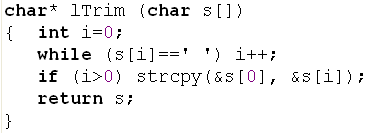 char* lTrim (char s[])
{  int i=0;
   while (s[i]==' ') i++;
   if (i>0) strcpy(&s[0], &s[i]);
   return s;
}